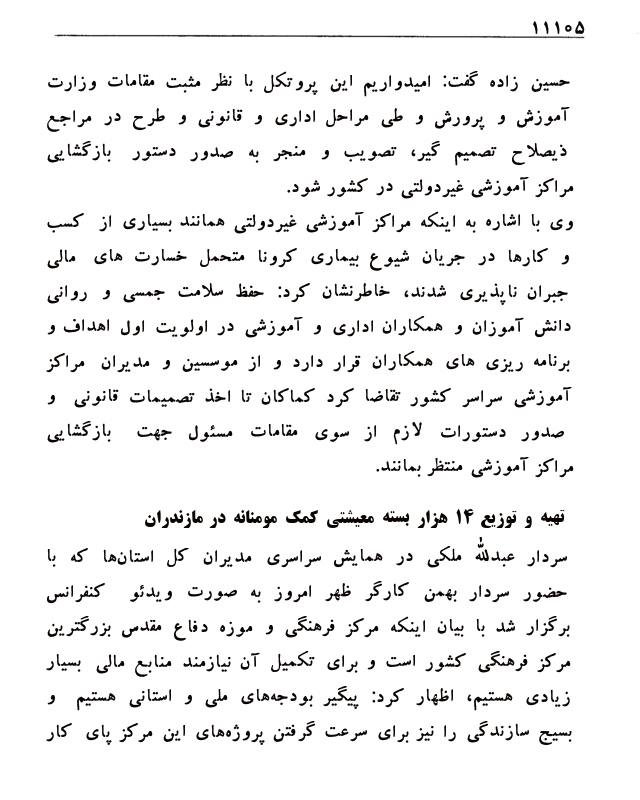 ۱۱۱۰۵
حسین زاده گفت: امیدواریم این پروتکل با نظر مثبت مقامات وزارت
آموزش و پرورش و طی مراحل اداری و قانونی و طرح در مراجع
ذیصلاح تصمیم گیر، تصویب و منجر به صدور دستور بازگشایی
مراکز آموزشی غیردولتی در کشور شود.
وی با اشاره به اینکه مراکز آموزشی غیردولتی همانند بسیاری از کسب
و کارها در جریان شیوع بیماری کرونا متحمل خسارت های مالی
جبران ناپذیری شدند، خاطرنشان کرد: حفظ سلامت جمسی و روانی
دانش آموزان و همکاران اداری و آموزشی در اولویت اول اهداف و
برنامه ریزی های همکاران قرار دارد و از موسسین و مدیران مراکز
آموزشی سراسر کشور تقاضا کرد کماکان تا اخذ تصمیمات قانونی و
صدور دستورات لازم از سوی مقامات مسئول جهت بازگشایی
مراکز آموزشی منتظر بمانند.
تهیه و توزیع ۱۴ هزار بسته معیشتی کمک مومنانه در مازندران
سردار عبدالله ملکی در همایش سراسری مدیران کل استان‌ها که با
حضور سردار بهمن کارگر ظهر امروز به صورت ویدئو کنفرانس
برگزار شد با بیان اینکه مرکز فرهنگی و موزه دفاع مقدس بزرگترین
مرکز فرهنگی کشور است و برای تکمیل آن نیازمند منابع مالی بسیار
زیادی هستیم، اظهار کرد: پیگیر بودجه‌های ملی و استانی هستیم و
بسیج سازندگی را نیز برای سرعت گرفتن پروژه‌های این مرکز پای کار